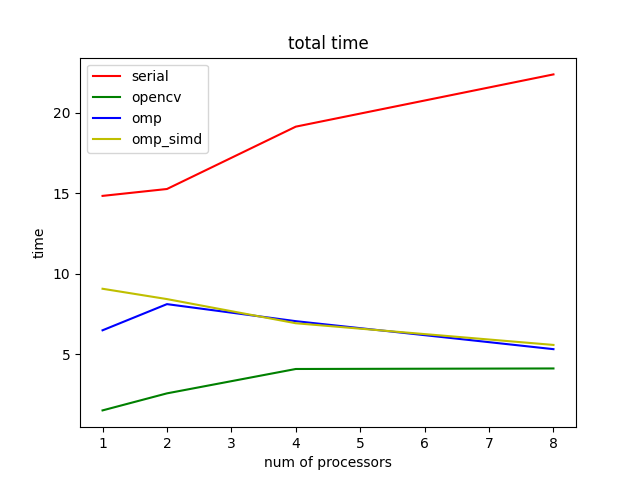 total time
serial
opencv
omp
omp_simd
time
20
15
10
5
1 2 3 4 5 6 7 8
num of processors